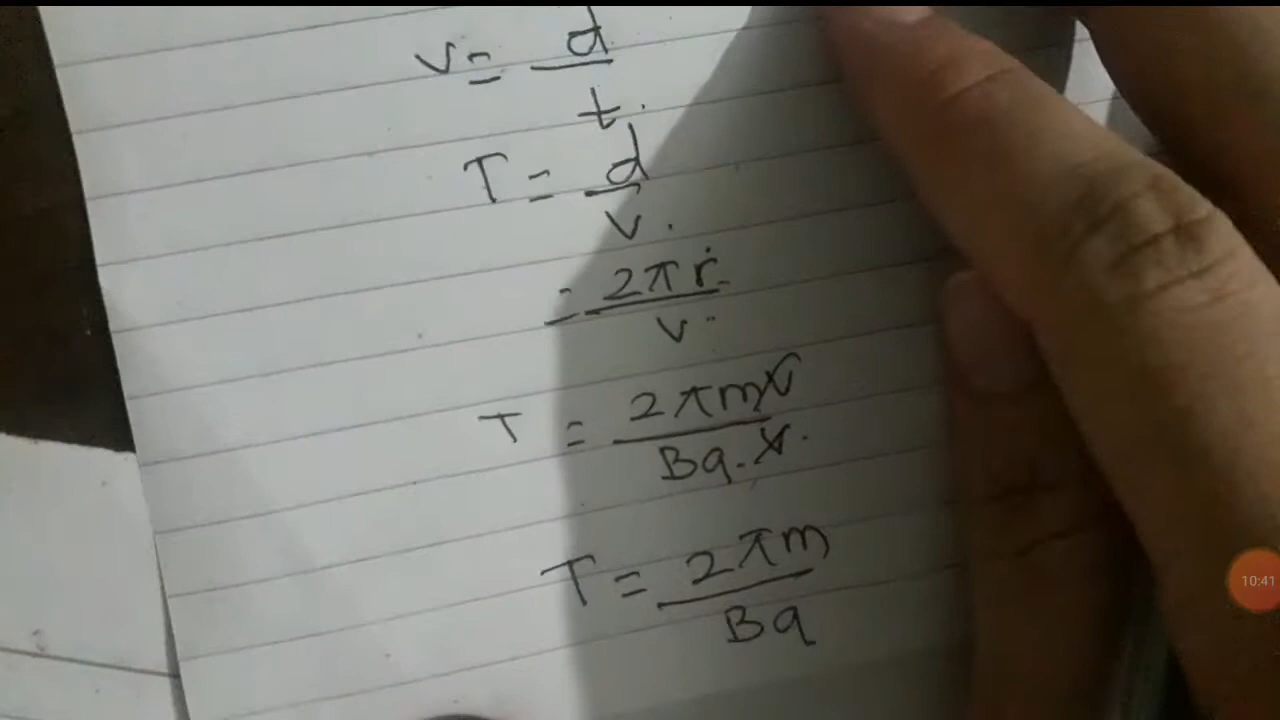 v = d/t.
T = d/v.
= 2πr/v
T = 2πmv/Bq.v.
T = 2πm/Bq
10:41